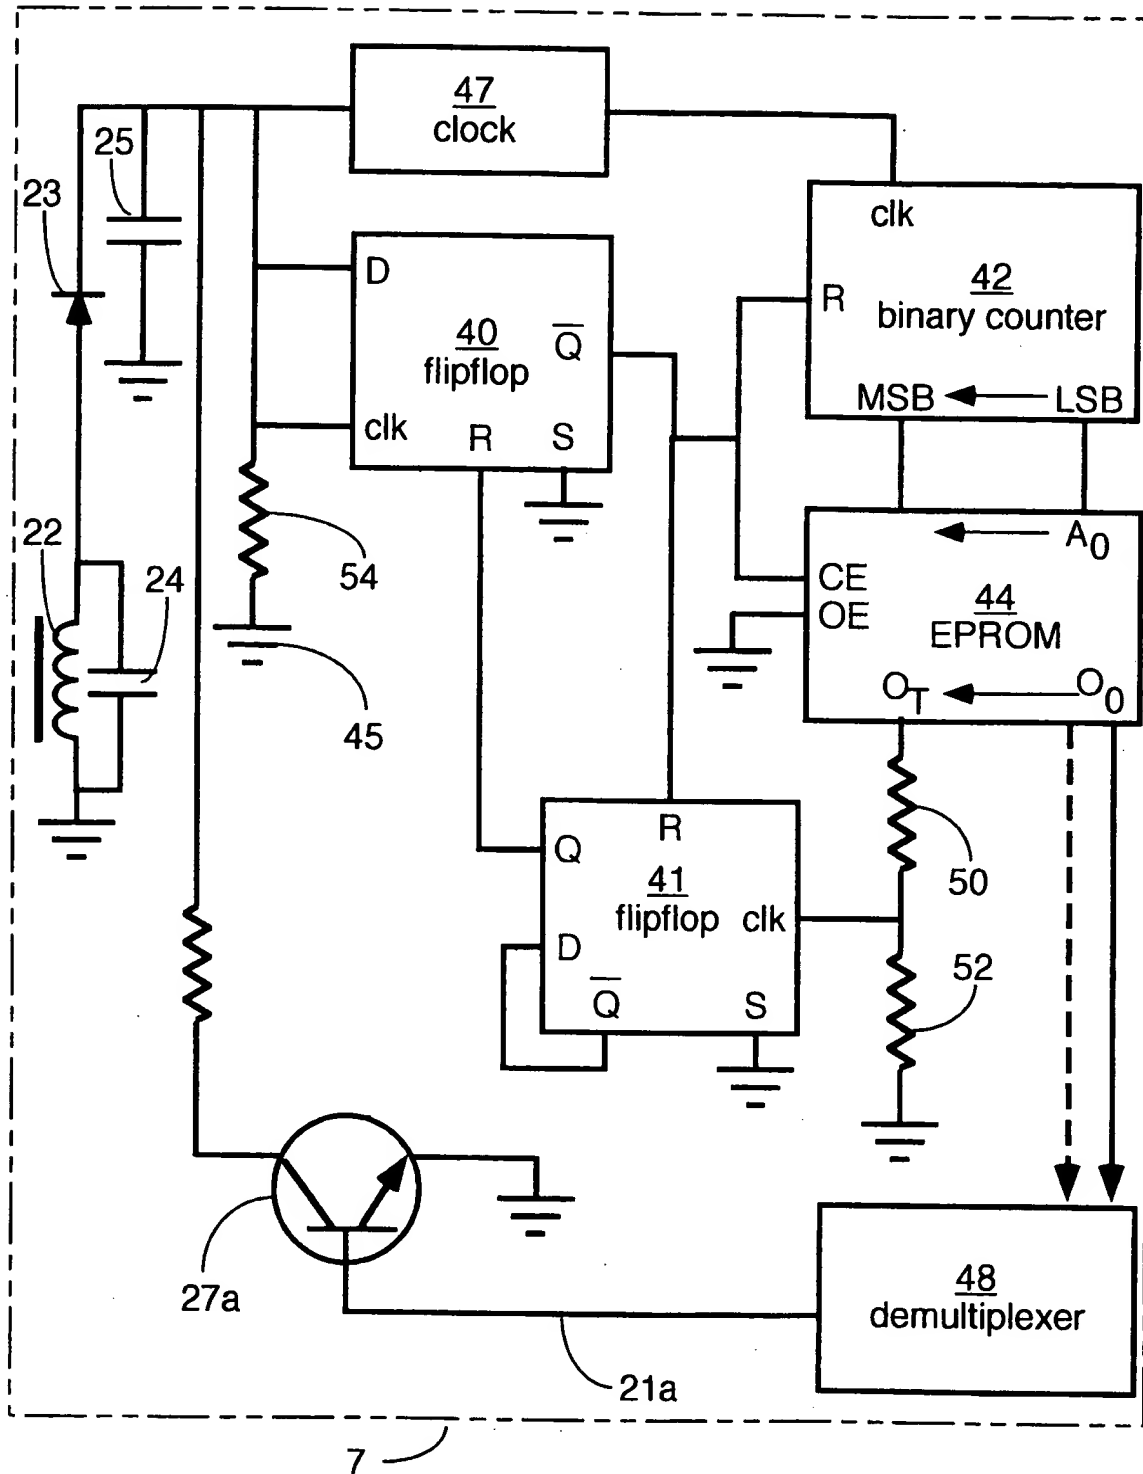 47
clock
25
23
clk
42
R
binary counter
MSB
LSB
D
40
Q
flipflop
clk
R
S
22
24
54
45
A0
CE
OE
44
EPROM
OT
O0
R
Q
41
flipflop
clk
D
Q
S
50
52
27a
48
demultiplexer
21a
7